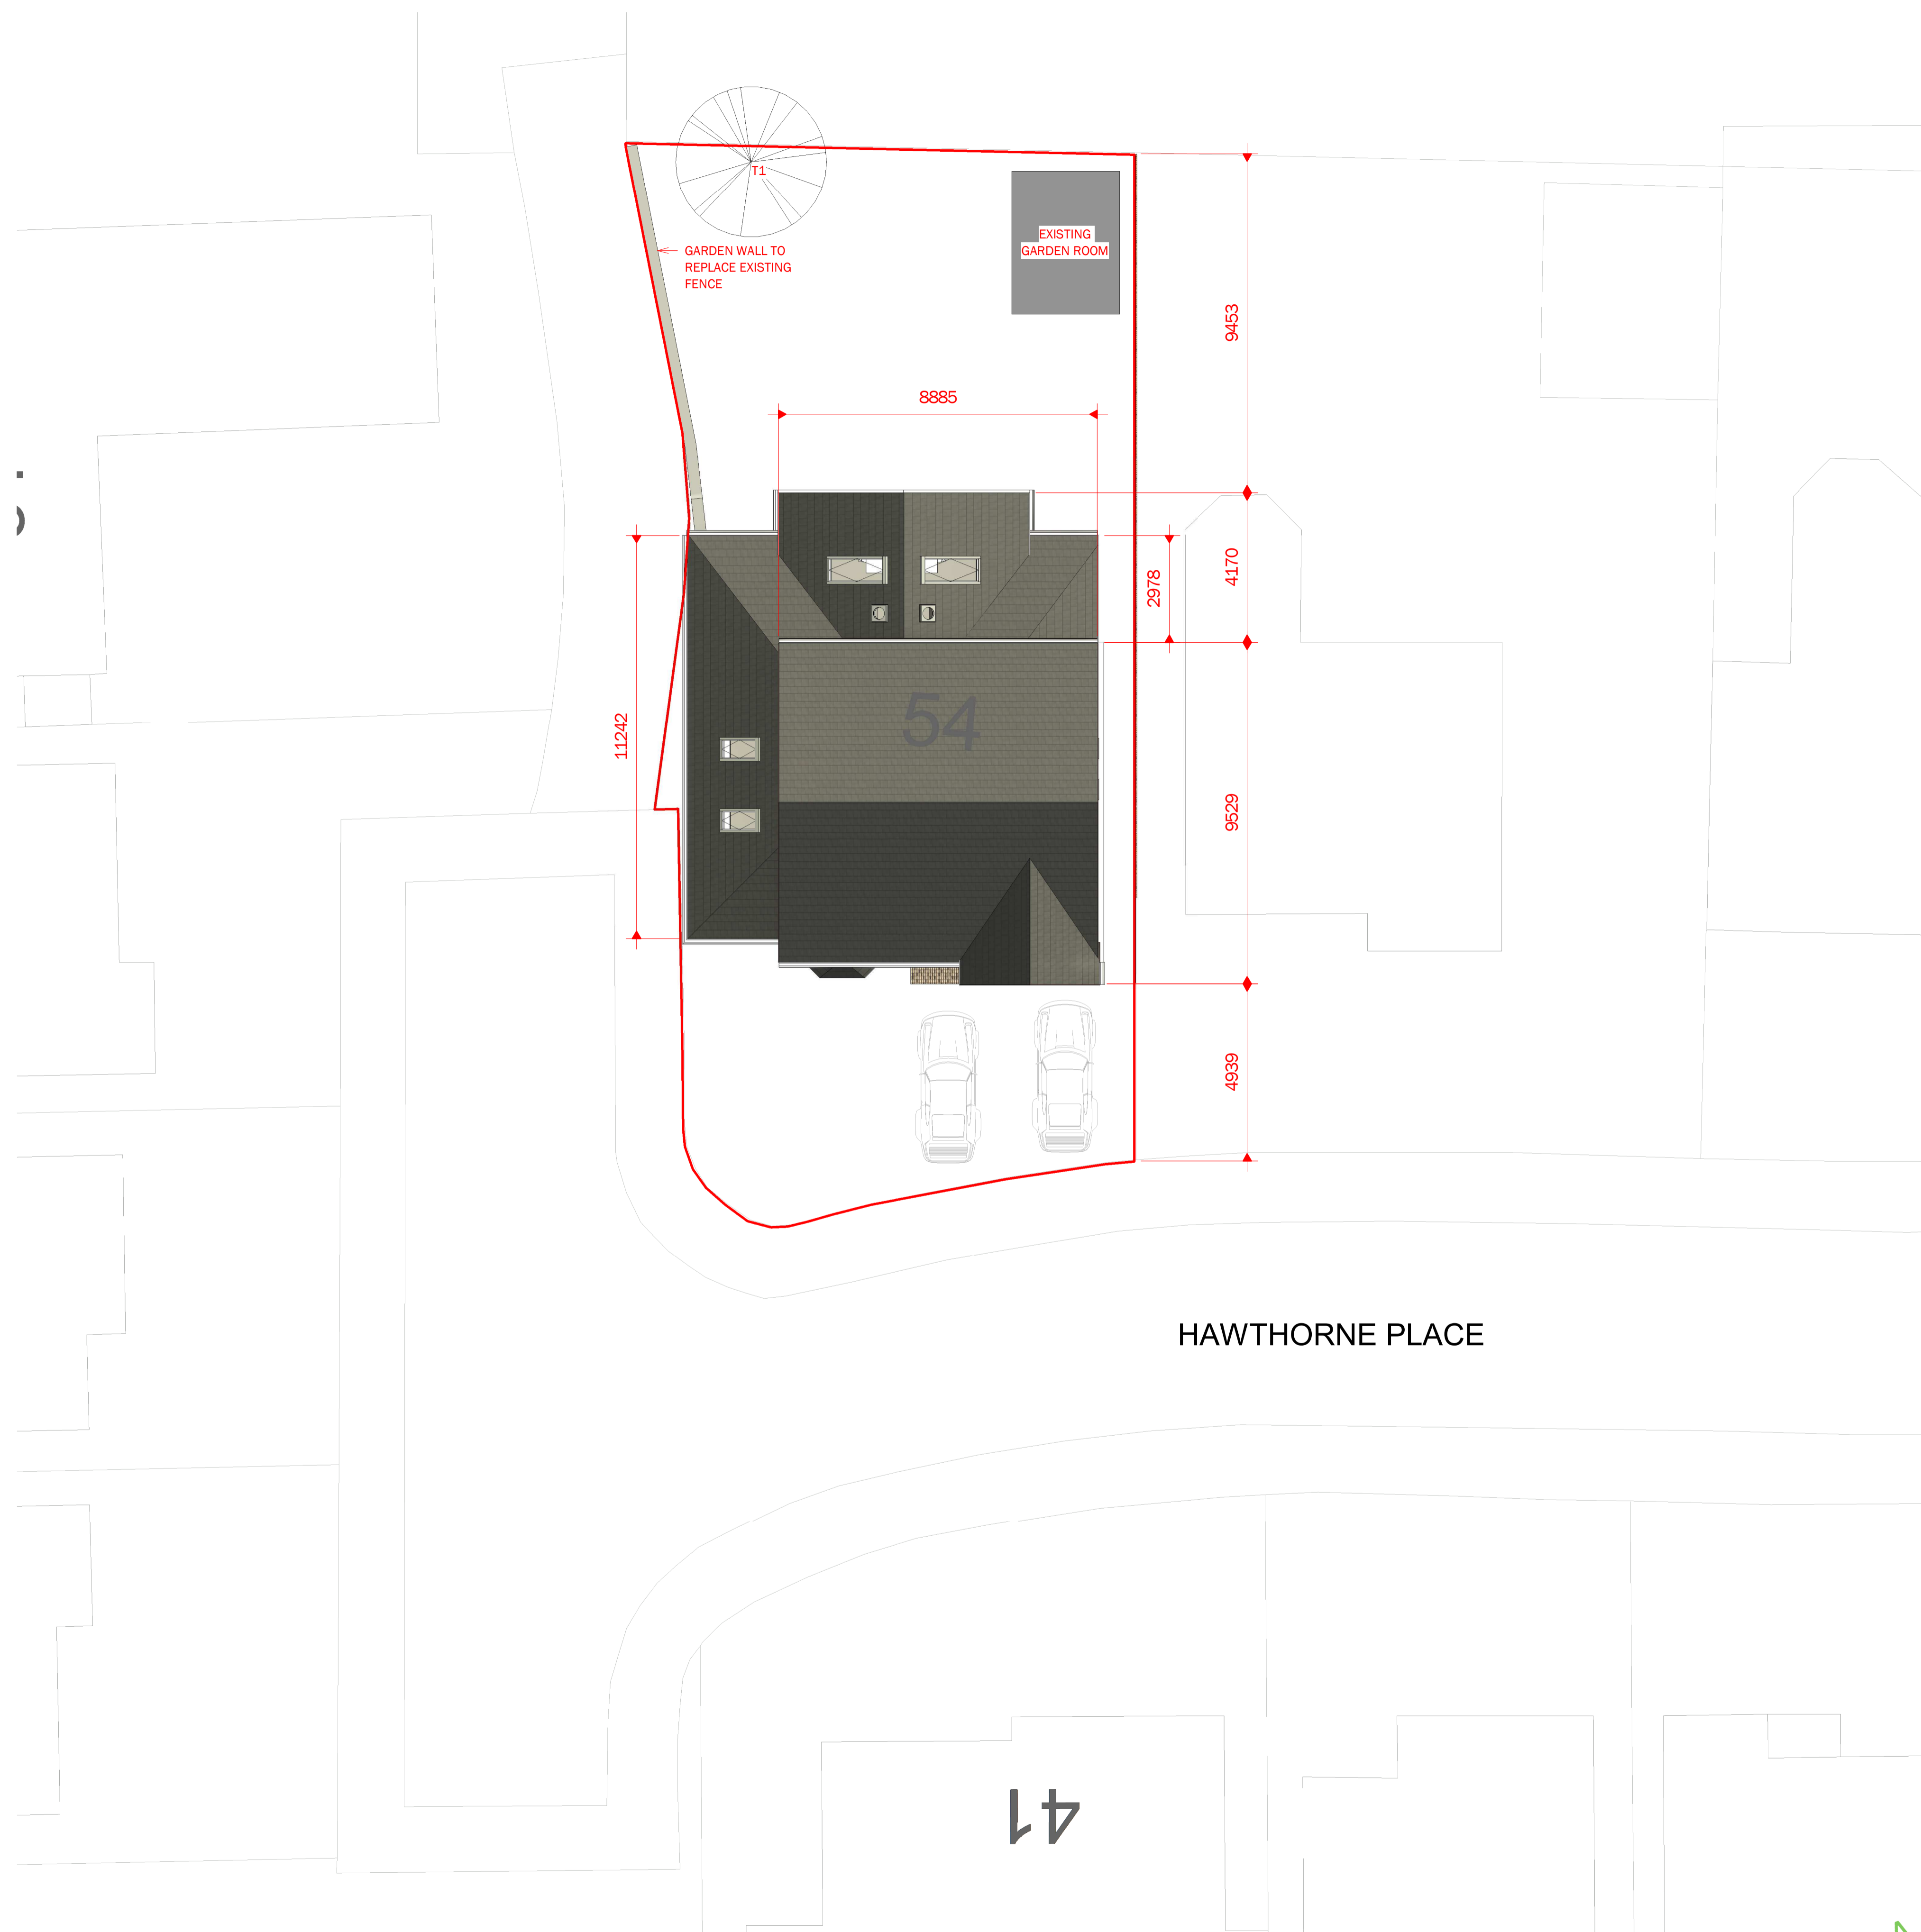 T1
EXISTING
GARDEN ROOM
GARDEN WALL TO
REPLACE EXISTING
FENCE
9453
8885
4170
2978
54
11242
9529
4939
HAWTHORNE PLACE
41